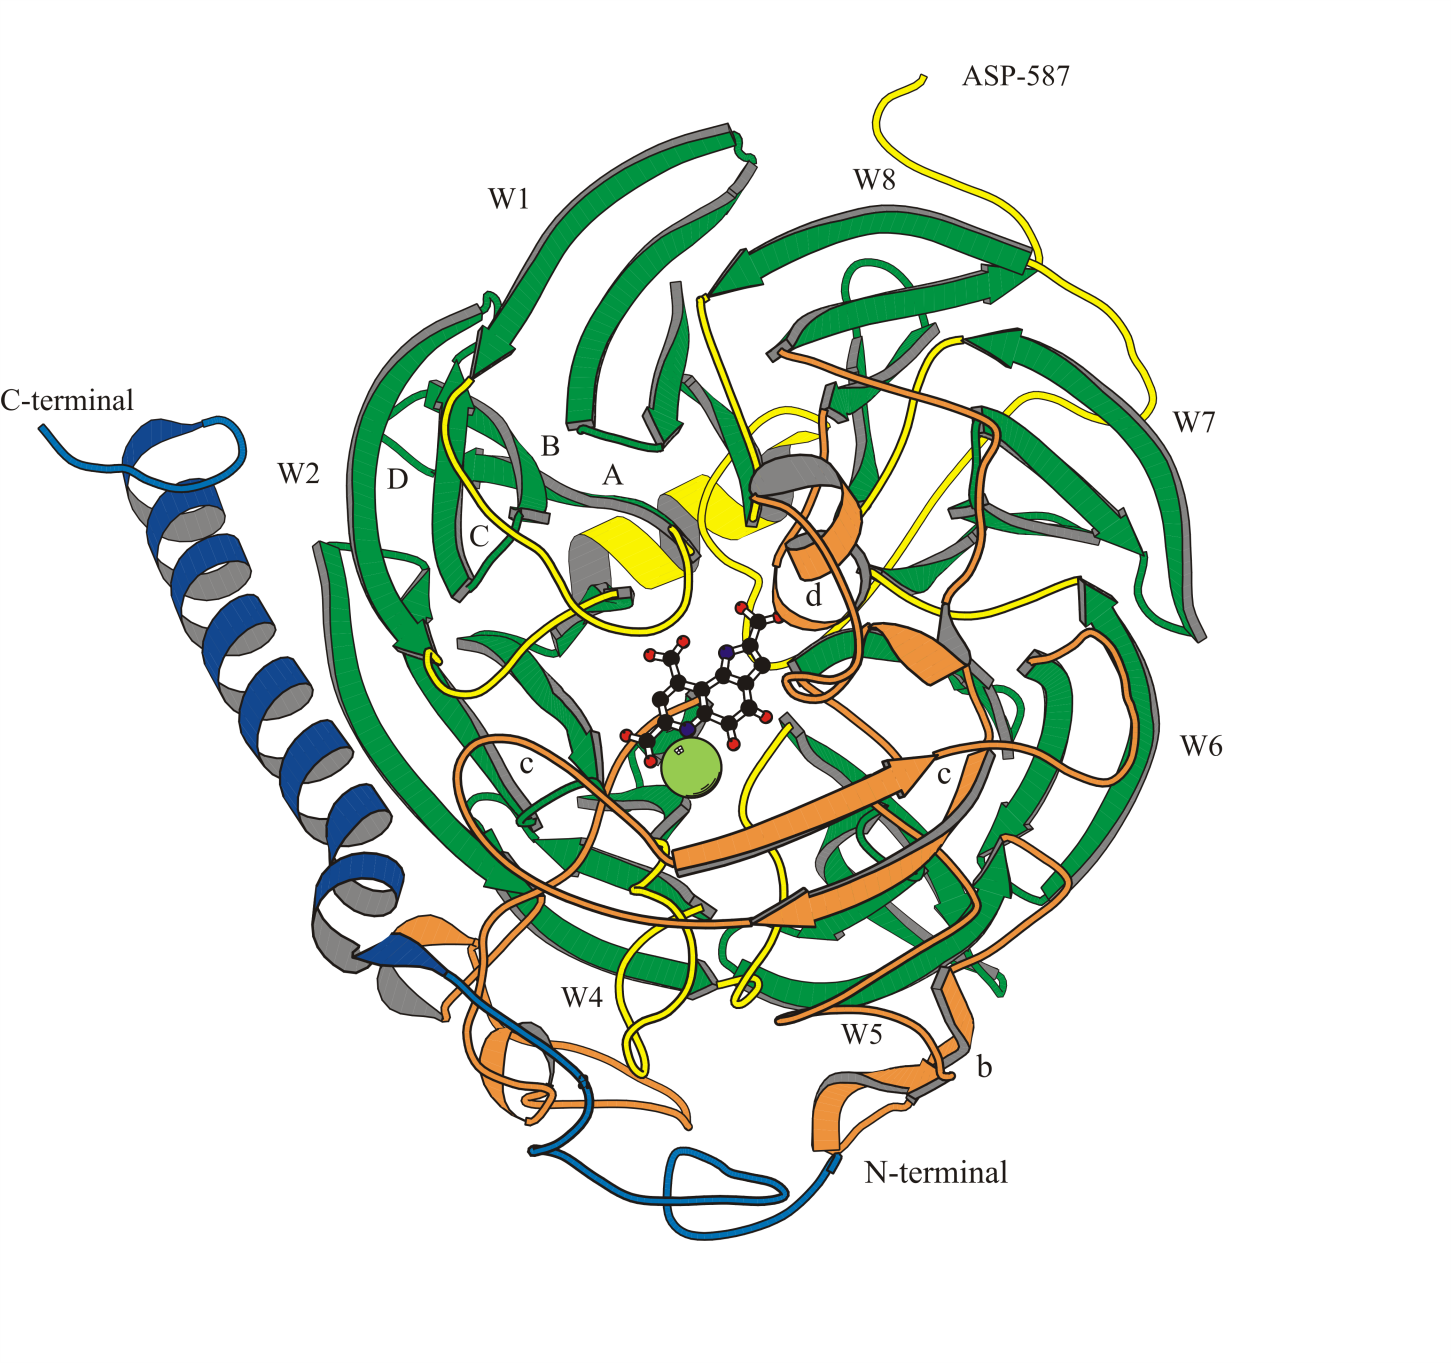 ASP-587
W8
W1
C-terminal
W7
B
W2
D
A
C
d
W6
c
c
W4
W5
b
N-terminal